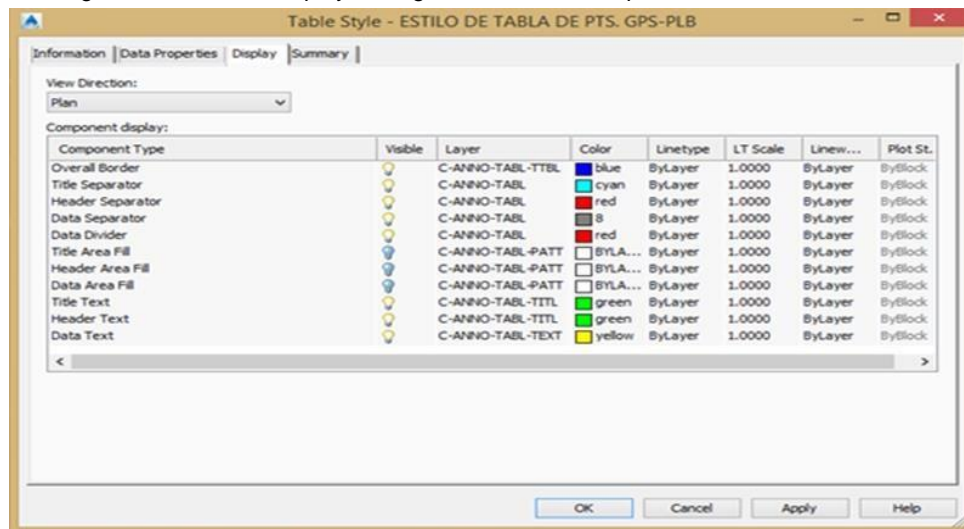 Table Style - ESTILO DE TABLA DE PTS. GPS-PLB
Information Data Properties Display Summary
View Direction:
Plan
Component display:
Component Type Visible Layer Color Linetype LT Scale Linew... Plot St.
Overall Border C-ANNO-TABL-TTBL blue ByLayer 1.0000 ByLayer ByBlock
Title Separator C-ANNO-TABL cyan ByLayer 1.0000 ByLayer ByBlock
Header Separator C-ANNO-TABL red ByLayer 1.0000 ByLayer ByBlock
Data Separator C-ANNO-TABL 8 ByLayer 1.0000 ByLayer ByBlock
Data Divider C-ANNO-TABL red ByLayer 1.0000 ByLayer ByBlock
Title Area Fill C-ANNO-TABL-PATT BYLA... ByLayer 1.0000 ByLayer ByBlock
Header Area Fill C-ANNO-TABL-PATT BYLA... ByLayer 1.0000 ByLayer ByBlock
Data Area Fill C-ANNO-TABL-PATT BYLA... ByLayer 1.0000 ByLayer ByBlock
Title Text C-ANNO-TABL-TITL green ByLayer 1.0000 ByLayer ByBlock
Header Text C-ANNO-TABL-TITL green ByLayer 1.0000 ByLayer ByBlock
Data Text C-ANNO-TABL-TEXT yellow ByLayer 1.0000 ByLayer ByBlock
OK Cancel Apply Help